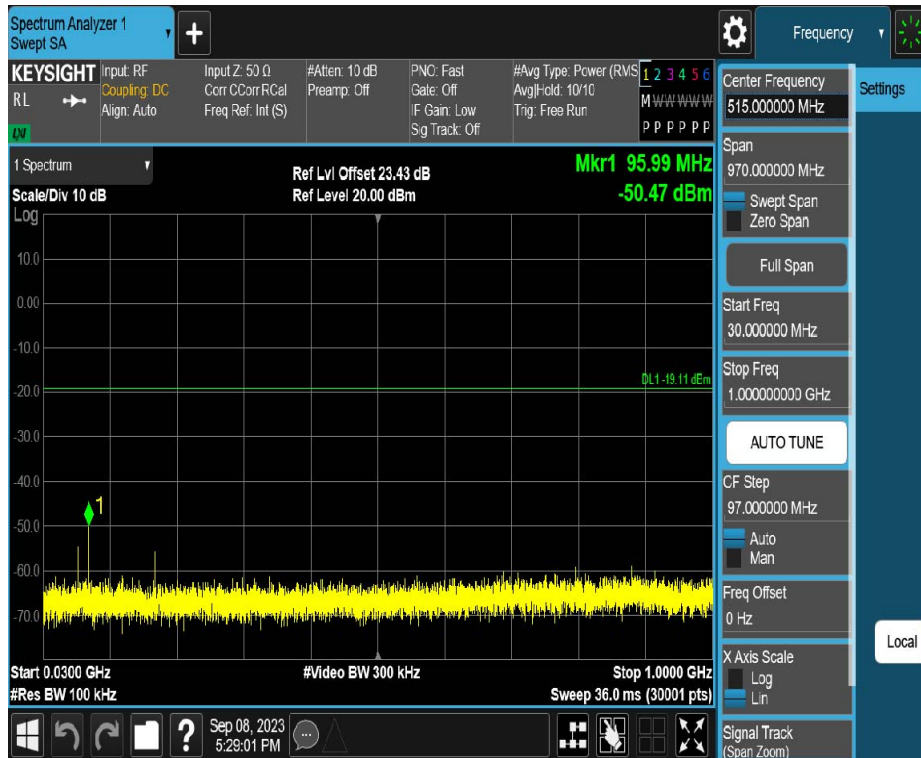 Spectrum Analyzer 1
Swept SA
+
Frequency
KEYSIGHT
RL
LXI
Input: RF
Coupling: DC
Align: Auto
Input Z: 50 Ω
Corr CCorr RCal
Freq Ref: Int (S)
#Atten: 10 dB
Preamp: Off
PNO: Fast
Gate: Off
IF Gain: Low
Sig Track: Off
#Avg Type: Power (RMS
Avg|Hold: 10/10
Trig: Free Run
1 2 3 4 5 6
M W W W W W
P P P P P P
1 Spectrum
Scale/Div 10 dB
Log
Ref Lvl Offset 23.43 dB
Ref Level 20.00 dBm
Mkr1 95.99 MHz
-50.47 dBm
10.0
0.00
-10.0
-20.0
-30.0
-40.0
-50.0
-60.0
-70.0
DL1 -19.11 dBm
1
Start 0.0300 GHz
#Res BW 100 kHz
#Video BW 300 kHz
Stop 1.0000 GHz
Sweep 36.0 ms (30001 pts)
?
Sep 08, 2023
5:29:01 PM
Center Frequency
515.000000 MHz
Span
970.000000 MHz
Swept Span
Zero Span
Full Span
Start Freq
30.000000 MHz
Stop Freq
1.000000000 GHz
AUTO TUNE
CF Step
97.000000 MHz
Auto
Man
Freq Offset
0 Hz
X Axis Scale
Log
Lin
Signal Track
(Span Zoom)
Settings
Local